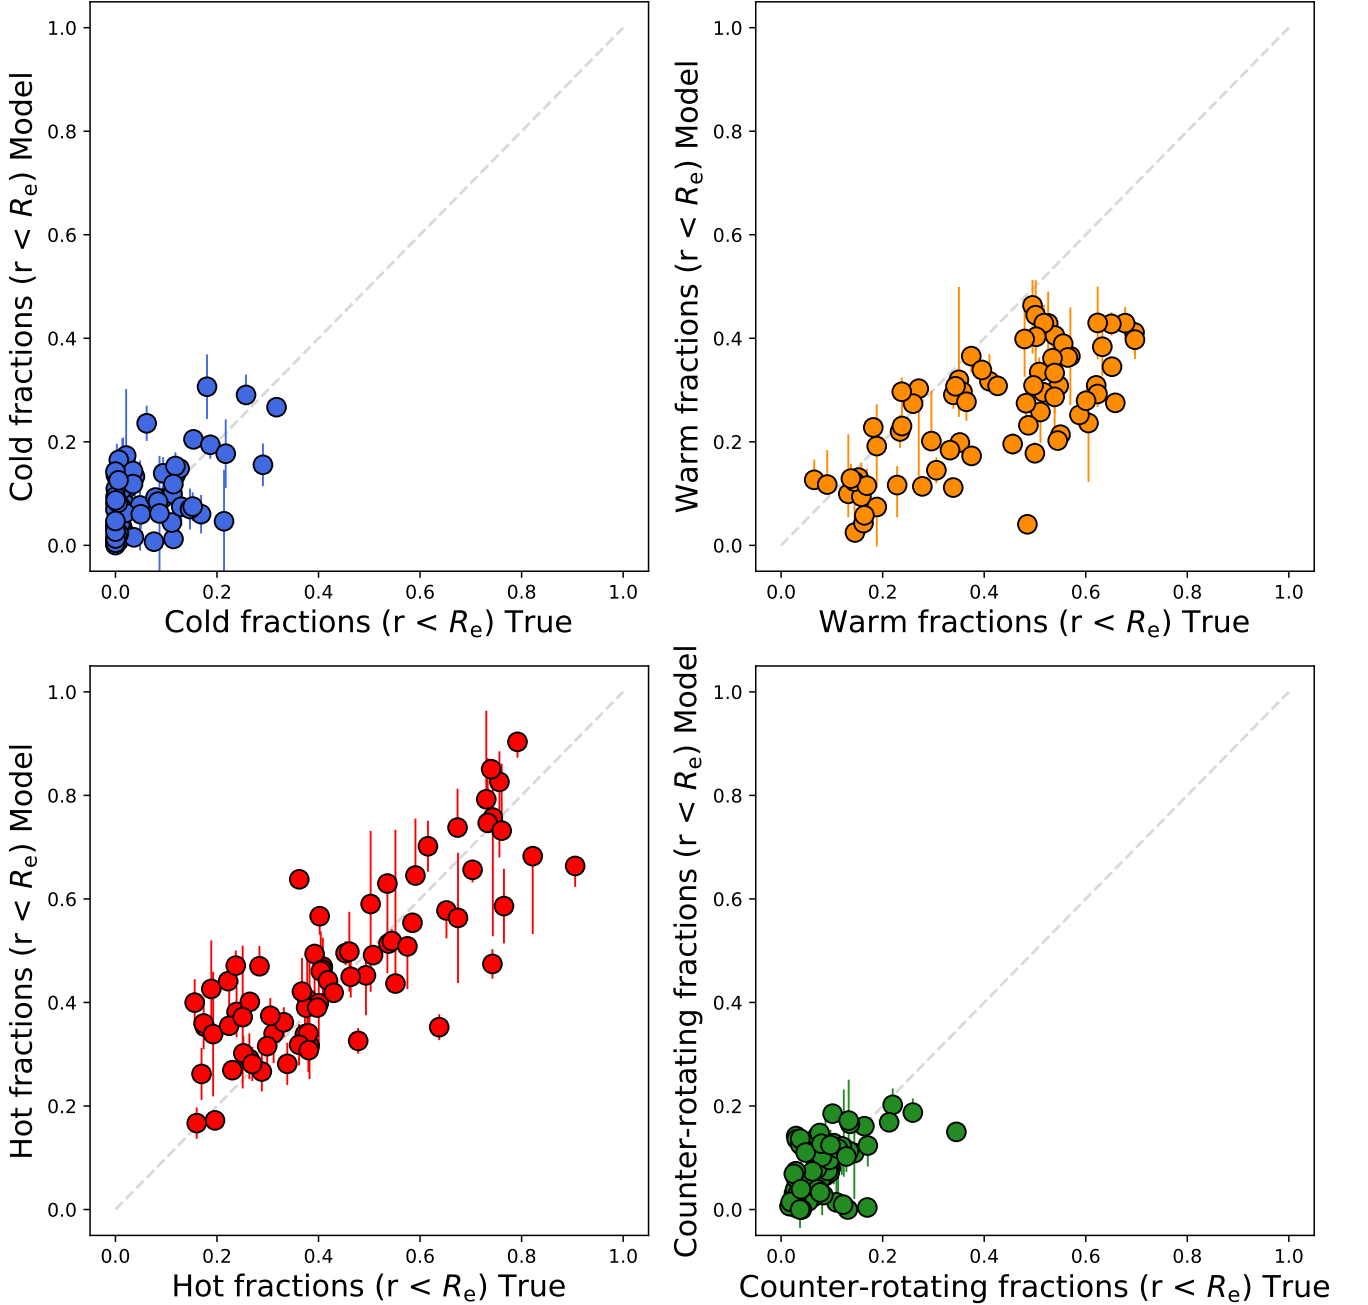 Cold fractions (r < Rₑ) Model
1.0
0.8
0.6
0.4
0.2
0.0
0.0 0.2 0.4 0.6 0.8 1.0
Cold fractions (r < Rₑ) True
Warm fractions (r < Rₑ) Model
1.0
0.8
0.6
0.4
0.2
0.0
0.0 0.2 0.4 0.6 0.8 1.0
Warm fractions (r < Rₑ) True
Hot fractions (r < Rₑ) Model
1.0
0.8
0.6
0.4
0.2
0.0
0.0 0.2 0.4 0.6 0.8 1.0
Hot fractions (r < Rₑ) True
Counter-rotating fractions (r < Rₑ) Model
1.0
0.8
0.6
0.4
0.2
0.0
0.0 0.2 0.4 0.6 0.8 1.0
Counter-rotating fractions (r < Rₑ) True